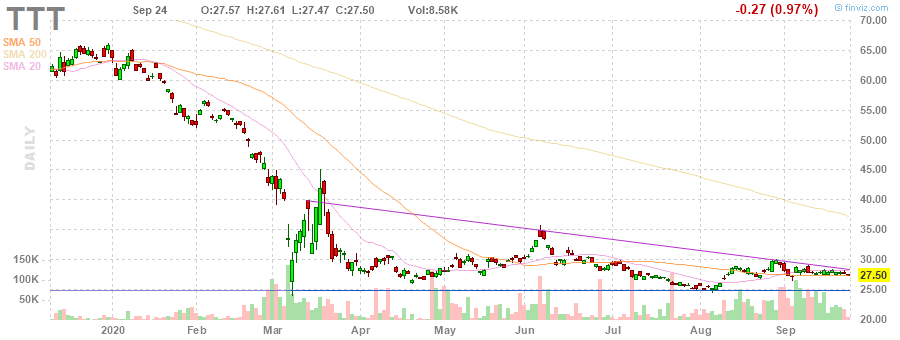 TTT Sep 24 O:27.57 H:27.61 L:27.47 C:27.50 Vol:8.58K -0.27 (0.97%) © finviz.com
SMA 50
SMA 200
SMA 20
DAILY
70.00
65.00
60.00
55.00
50.00
45.00
40.00
35.00
150K 30.00
100K 27.50
50K 25.00
20.00
2020 Feb Mar Apr May Jun Jul Aug Sep